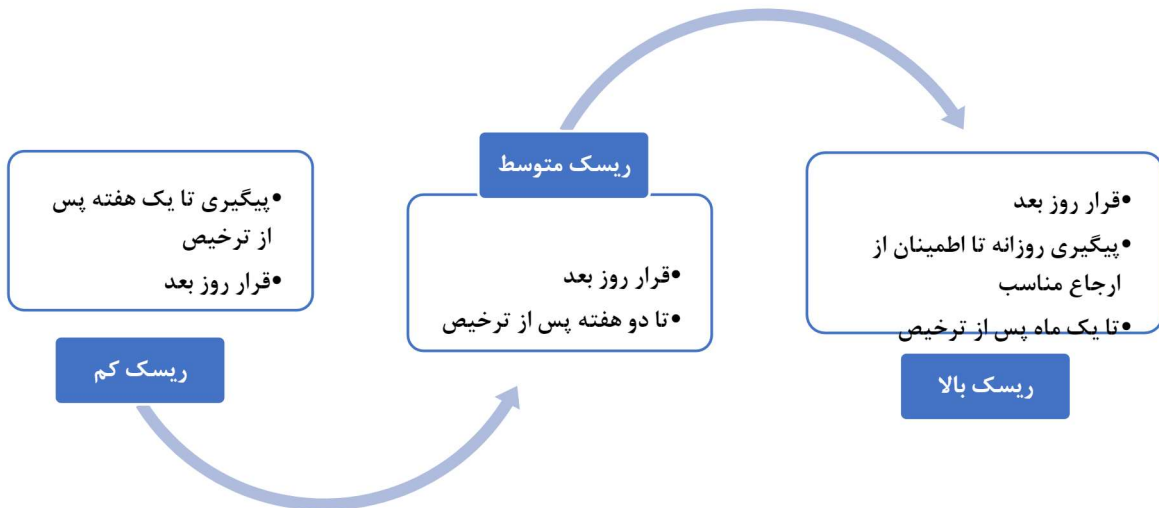 •پیگیری تا یک هفته پس
از ترخیص
•قرار روز بعد
ریسک کم
ریسک متوسط
•قرار روز بعد
•تا دو هفته پس از ترخیص
•قرار روز بعد
•پیگیری روزانه تا اطمینان از
ارجاع مناسب
•تا یک ماه پس از ترخیص
ریسک بالا